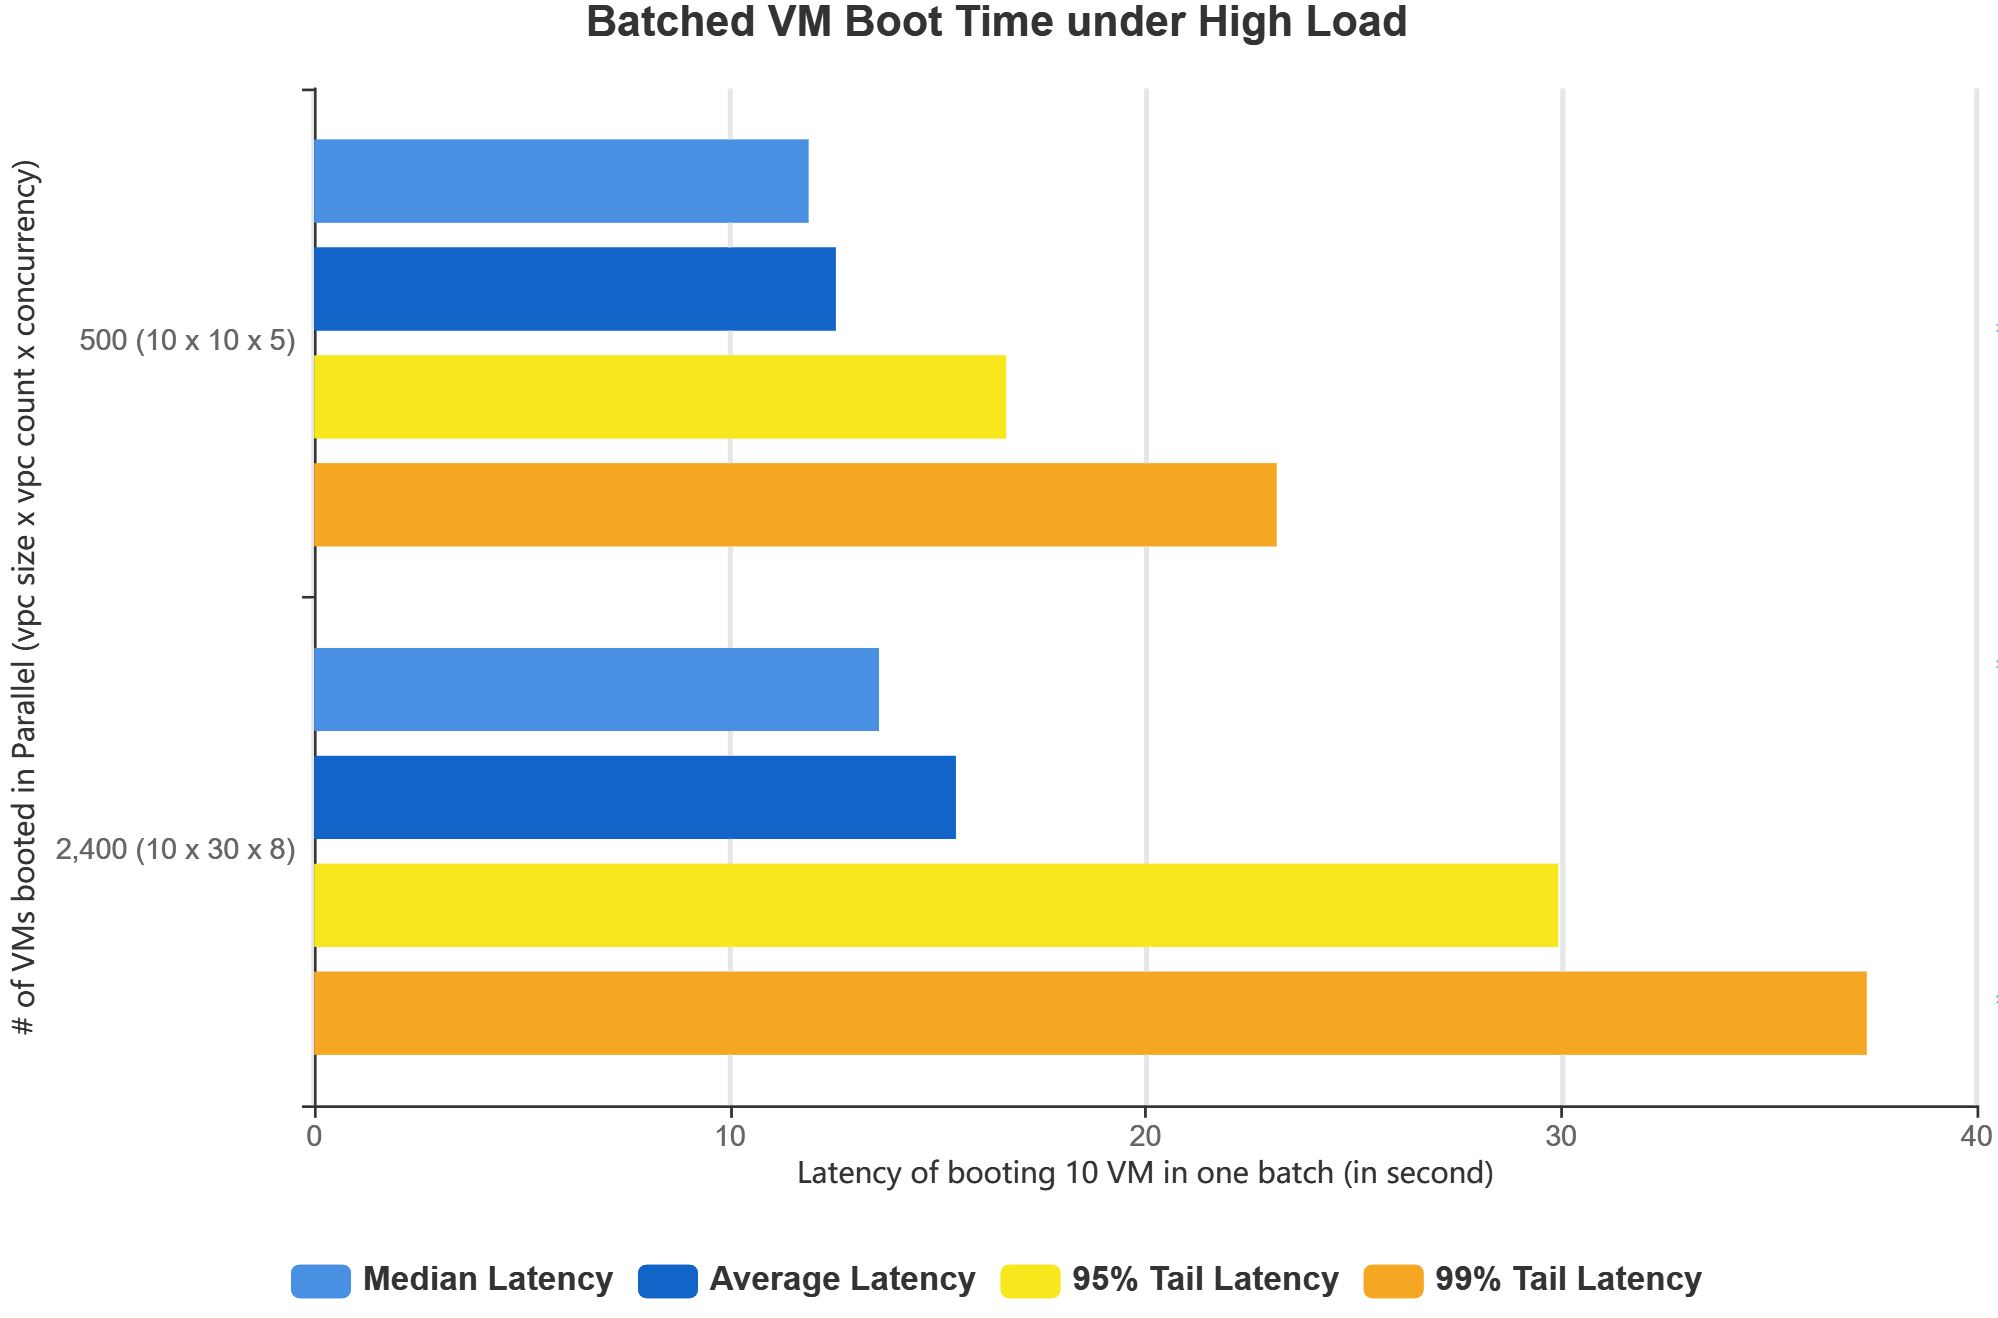 Batched VM Boot Time under High Load
# of VMs booted in Parallel (vpc size x vpc count x concurrency)
500 (10 x 10 x 5)
2,400 (10 x 30 x 8)
0 10 20 30 40
Latency of booting 10 VM in one batch (in second)
Median Latency Average Latency 95% Tail Latency 99% Tail Latency